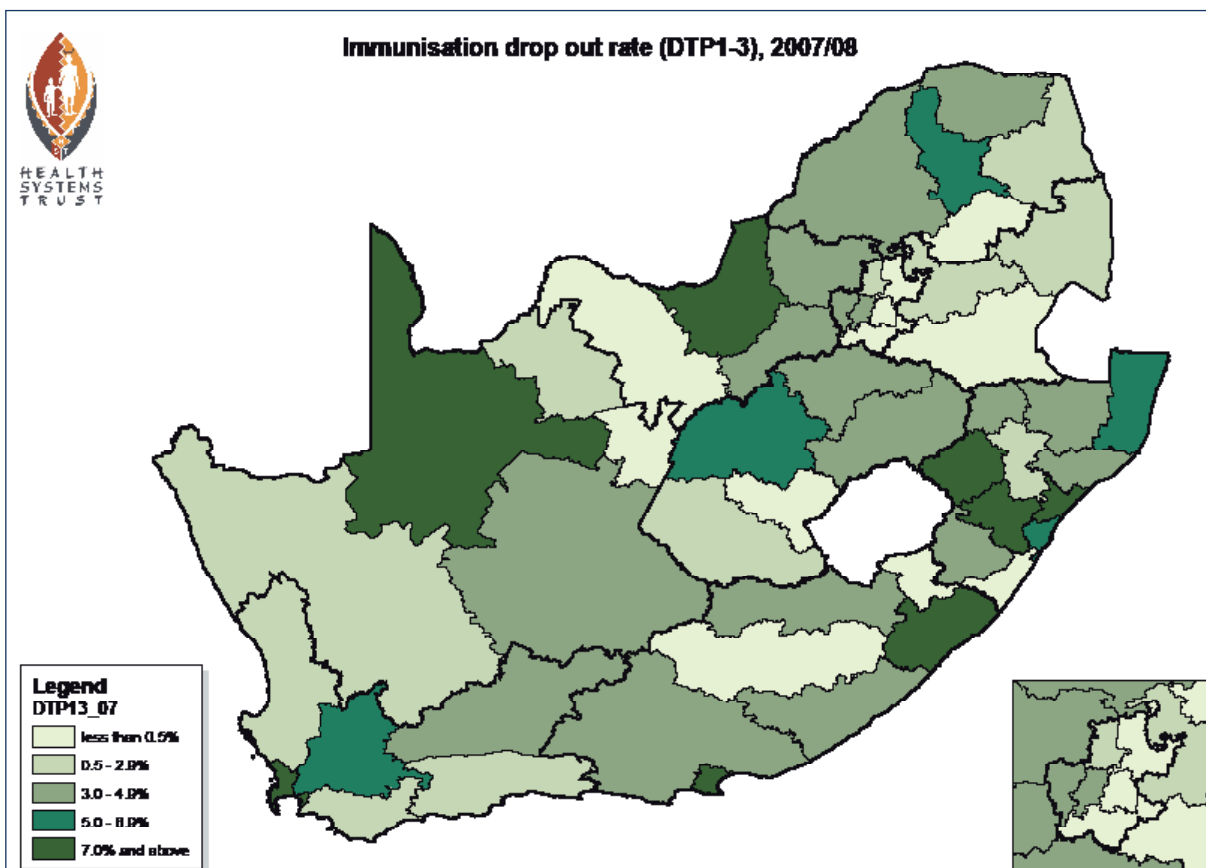 Immunisation drop out rate (DTP1-3), 2007/08
HEALTH
SYSTEMS
TRUST
Legend
DTP13_07
less than 0.5%
0.5 - 2.9%
3.0 - 4.9%
5.0 - 6.9%
7.0% and above